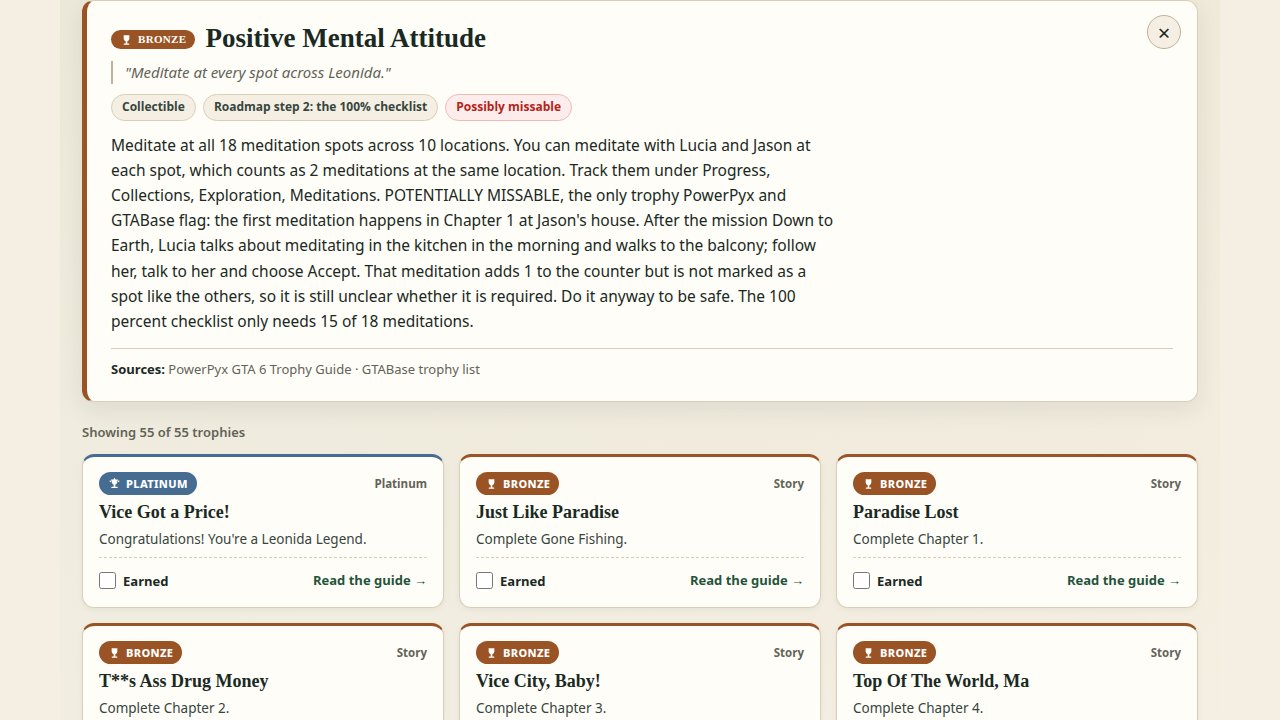 BRONZE Positive Mental Attitude ✕
"Meditate at every spot across Leonida."
Collectible Roadmap step 2: the 100% checklist Possibly missable
Meditate at all 18 meditation spots across 10 locations. You can meditate with Lucia and Jason at
each spot, which counts as 2 meditations at the same location. Track them under Progress,
Collections, Exploration, Meditations. POTENTIALLY MISSABLE, the only trophy PowerPyx and
GTABase flag: the first meditation happens in Chapter 1 at Jason's house. After the mission Down to
Earth, Lucia talks about meditating in the kitchen in the morning and walks to the balcony; follow
her, talk to her and choose Accept. That meditation adds 1 to the counter but is not marked as a
spot like the others, so it is still unclear whether it is required. Do it anyway to be safe. The 100
percent checklist only needs 15 of 18 meditations.
Sources: PowerPyx GTA 6 Trophy Guide · GTABase trophy list
Showing 55 of 55 trophies
PLATINUM Platinum
Vice Got a Price!
Congratulations! You're a Leonida Legend.
Earned Read the guide →
BRONZE Story
Just Like Paradise
Complete Gone Fishing.
Earned Read the guide →
BRONZE Story
Paradise Lost
Complete Chapter 1.
Earned Read the guide →
BRONZE Story
T**s Ass Drug Money
Complete Chapter 2.
BRONZE Story
Vice City, Baby!
Complete Chapter 3.
BRONZE Story
Top Of The World, Ma
Complete Chapter 4.